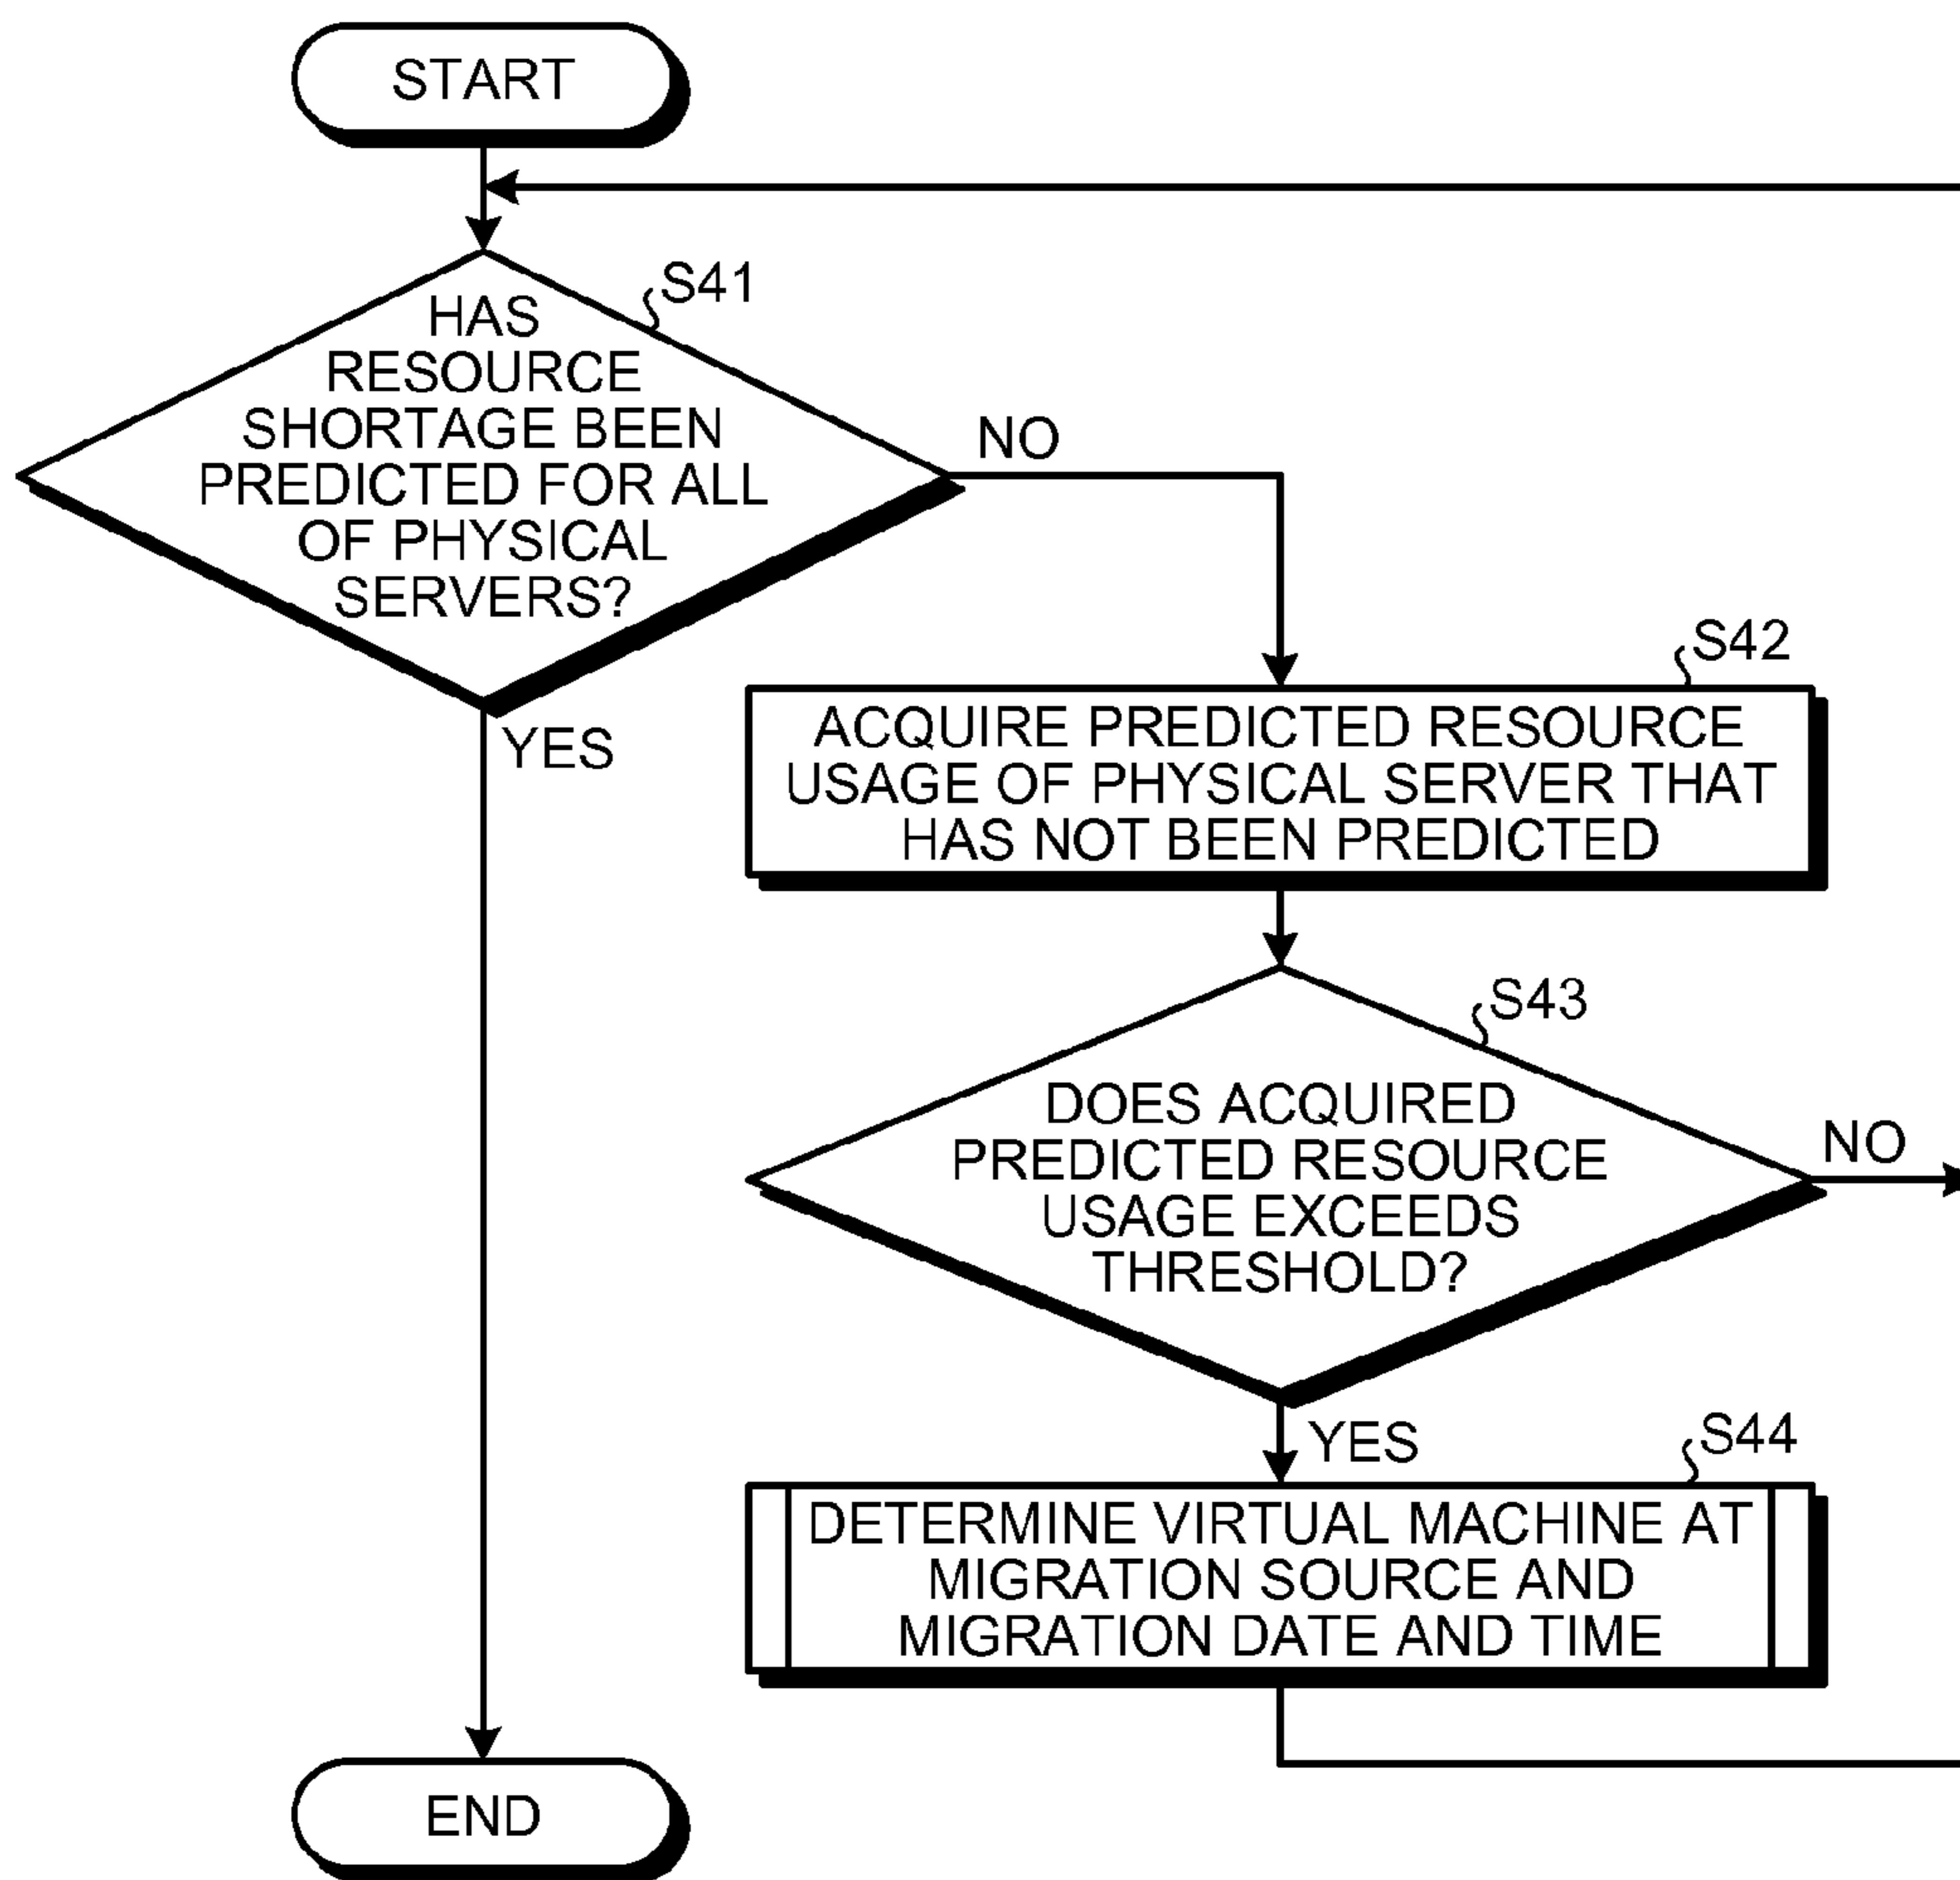 START
S41
HAS
RESOURCE
SHORTAGE BEEN
PREDICTED FOR ALL
OF PHYSICAL
SERVERS?
NO
YES
S42
ACQUIRE PREDICTED RESOURCE
USAGE OF PHYSICAL SERVER THAT
HAS NOT BEEN PREDICTED
S43
DOES ACQUIRED
PREDICTED RESOURCE
USAGE EXCEEDS
THRESHOLD?
NO
YES
S44
DETERMINE VIRTUAL MACHINE AT
MIGRATION SOURCE AND
MIGRATION DATE AND TIME
END